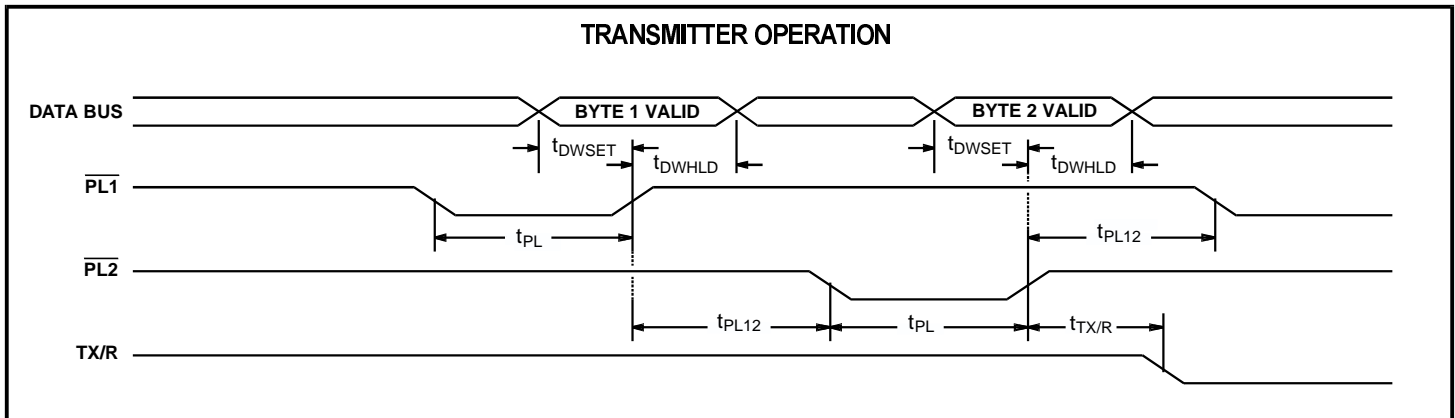 TRANSMITTER OPERATION
DATA BUS
BYTE 1 VALID
BYTE 2 VALID
tDWSET
tDWHLD
tDWSET
tDWHLD
PL1
tPL
tPL12
PL2
tPL12
tPL
tTX/R
TX/R